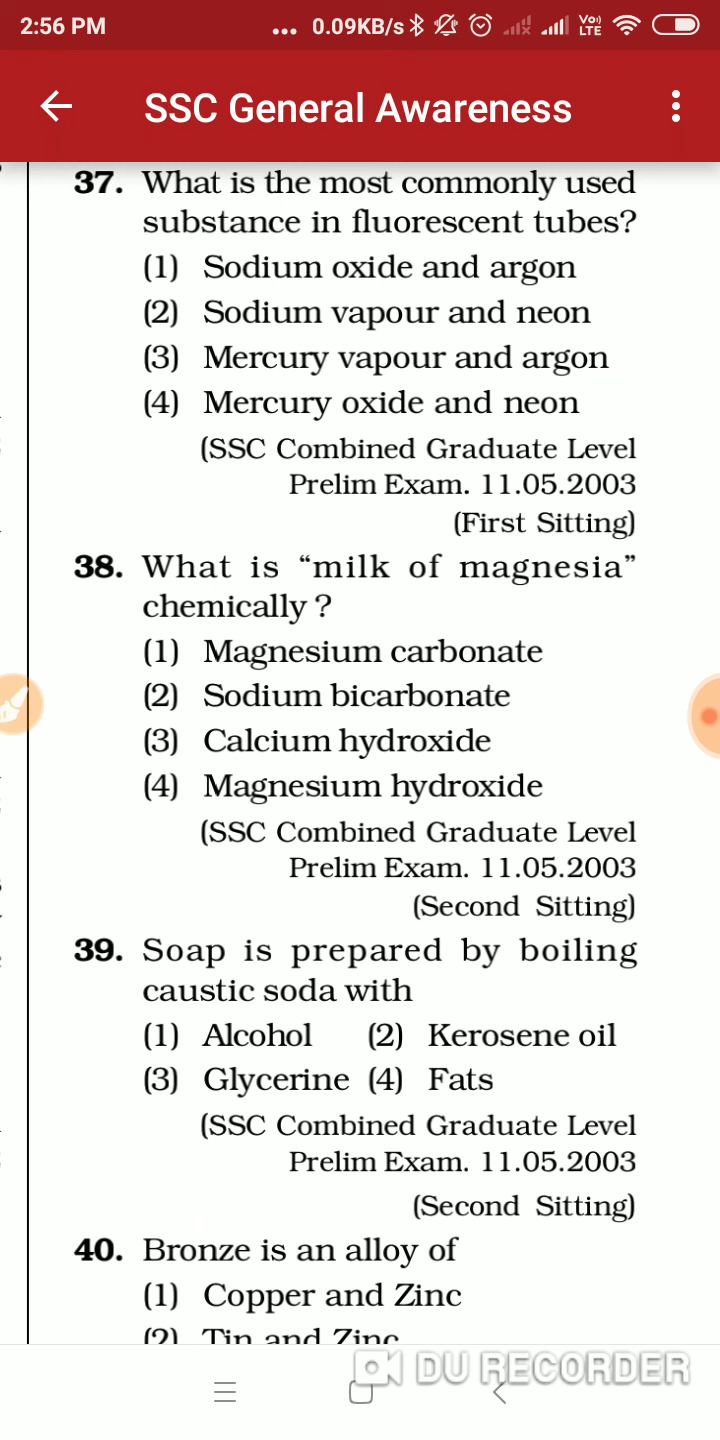 2:56 PM
... 0.09KB/s VoI) LTE
SSC General Awareness
37. What is the most commonly used
substance in fluorescent tubes?
(1) Sodium oxide and argon
(2) Sodium vapour and neon
(3) Mercury vapour and argon
(4) Mercury oxide and neon
(SSC Combined Graduate Level
Prelim Exam. 11.05.2003
(First Sitting)
38. What is “milk of magnesia”
chemically ?
(1) Magnesium carbonate
(2) Sodium bicarbonate
(3) Calcium hydroxide
(4) Magnesium hydroxide
(SSC Combined Graduate Level
Prelim Exam. 11.05.2003
(Second Sitting)
39. Soap is prepared by boiling
caustic soda with
(1) Alcohol (2) Kerosene oil
(3) Glycerine (4) Fats
(SSC Combined Graduate Level
Prelim Exam. 11.05.2003
(Second Sitting)
40. Bronze is an alloy of
(1) Copper and Zinc
(2) Tin and Zinc
DU RECORDER